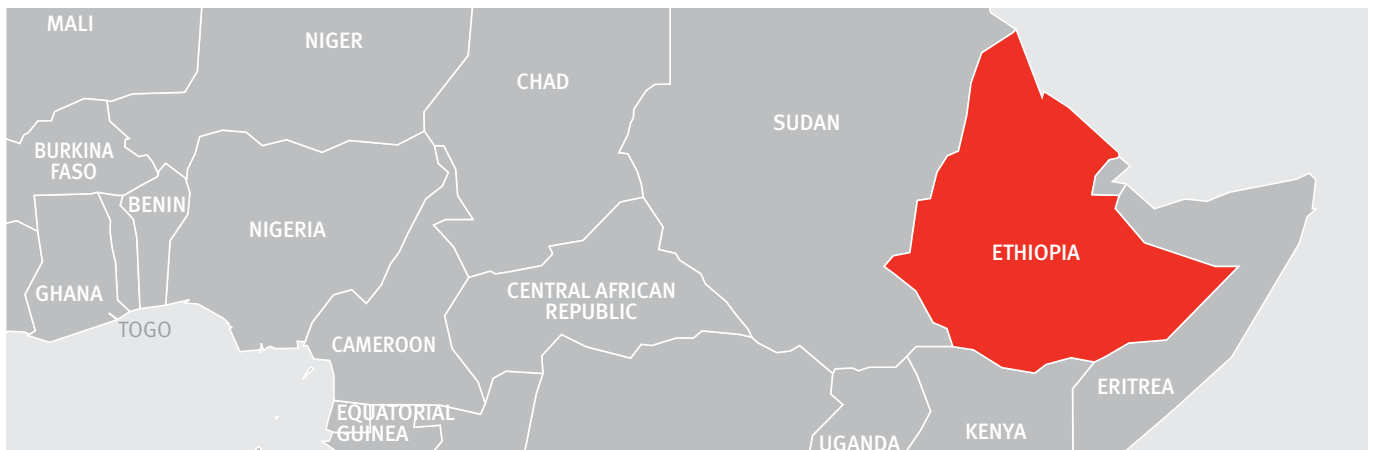 MALI
NIGER
CHAD
SUDAN
BURKINA
FASO
BENIN
NIGERIA
ETHIOPIA
GHANA
CENTRAL AFRICAN
REPUBLIC
TOGO
CAMEROON
ERITREA
EQUATORIAL
GUINEA
KENYA
UGANDA